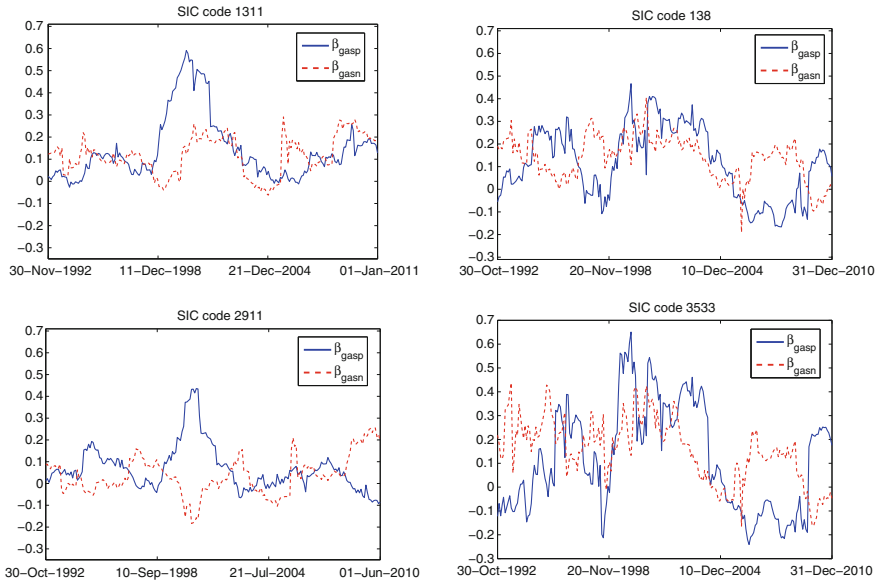 SIC code 1311
0.7
0.6
0.5
0.4
0.3
0.2
0.1
0
−0.1
−0.2
−0.3
β_gasp
β_gasn
30−Nov−1992 11−Dec−1998 21−Dec−2004 01−Jan−2011
SIC code 138
0.7
0.6
0.5
0.4
0.3
0.2
0.1
0
−0.1
−0.2
−0.3
β_gasp
β_gasn
30−Oct−1992 20−Nov−1998 10−Dec−2004 31−Dec−2010
SIC code 2911
0.7
0.6
0.5
0.4
0.3
0.2
0.1
0
−0.1
−0.2
−0.3
β_gasp
β_gasn
30−Oct−1992 10−Sep−1998 21−Jul−2004 01−Jun−2010
SIC code 3533
0.7
0.6
0.5
0.4
0.3
0.2
0.1
0
−0.1
−0.2
−0.3
β_gasp
β_gasn
30−Oct−1992 20−Nov−1998 10−Dec−2004 31−Dec−2010